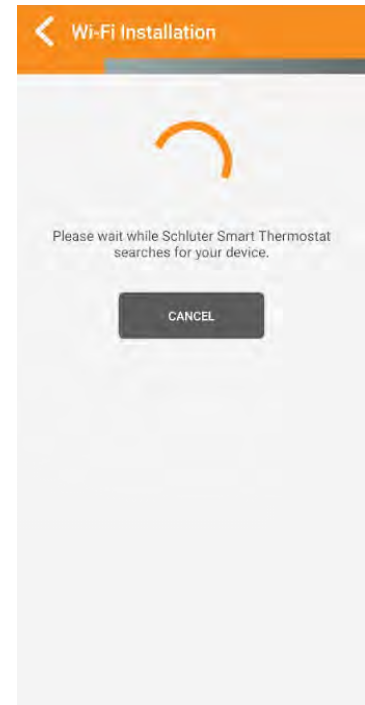 Wi-Fi Installation
Please wait while Schluter Smart Thermostat
searches for your device.
CANCEL